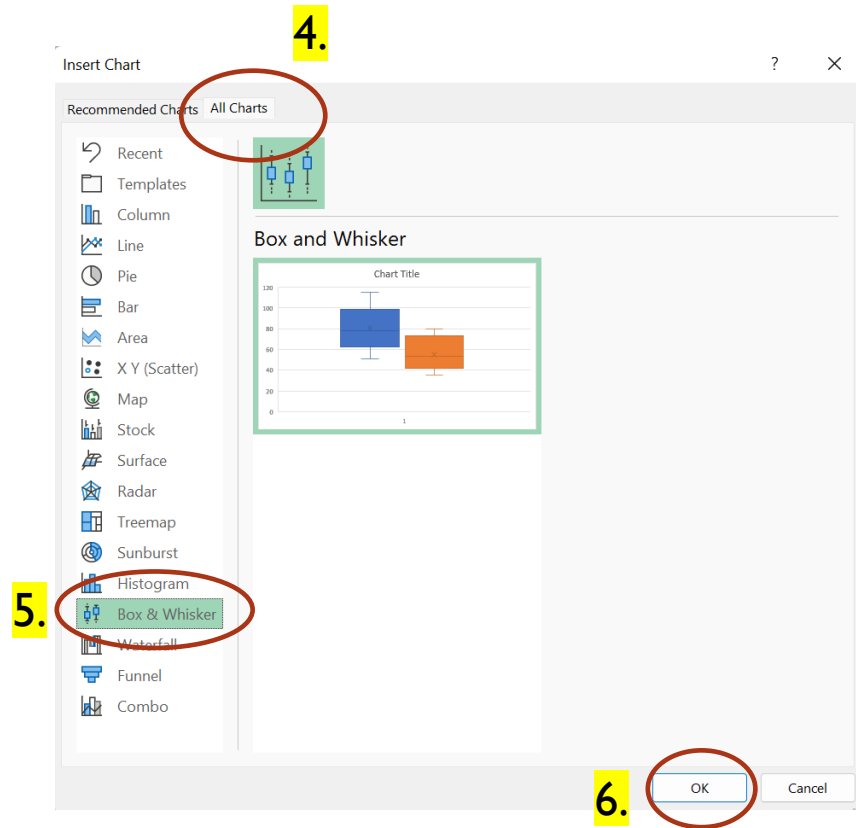 4.
Insert Chart ? X
Recommended Charts All Charts
Recent
Templates
Column
Line
Pie
Bar
Area
X Y (Scatter)
Map
Stock
Surface
Radar
Treemap
Sunburst
Histogram
5. Box & Whisker
Waterfall
Funnel
Combo
Box and Whisker
Chart Title
120
100
80
60
40
20
0
1
6. OK Cancel